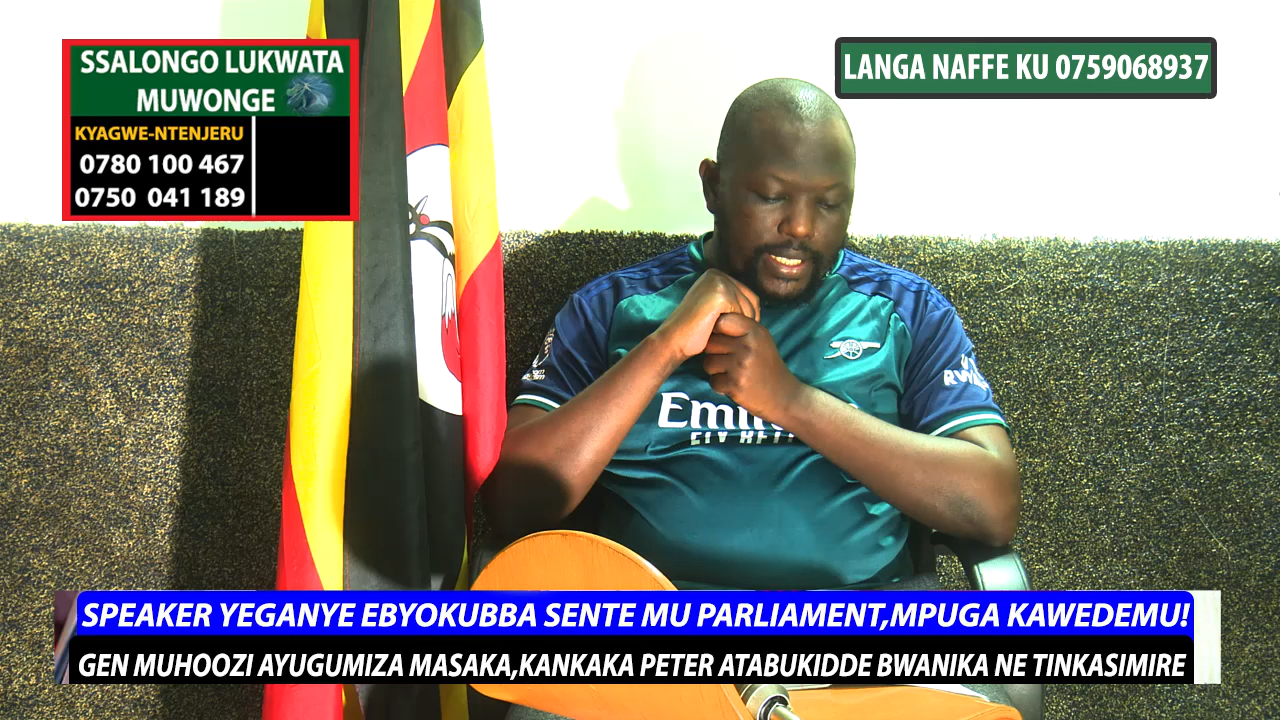 SSALONGO LUKWATA
MUWONGE
KYAGWE-NTENJERU
0780 100 467
0750 041 189
LANGA NAFFE KU 0759068937
SPEAKER YEGANYE EBYOKUBBA SENTE MU PARLIAMENT,MPUGA KAWEDEMU!
GEN MUHOOZI AYUGUMIZA MASAKA,KANKAKA PETER ATABUKIDDE BWANIKA NE TINKASIMIRE